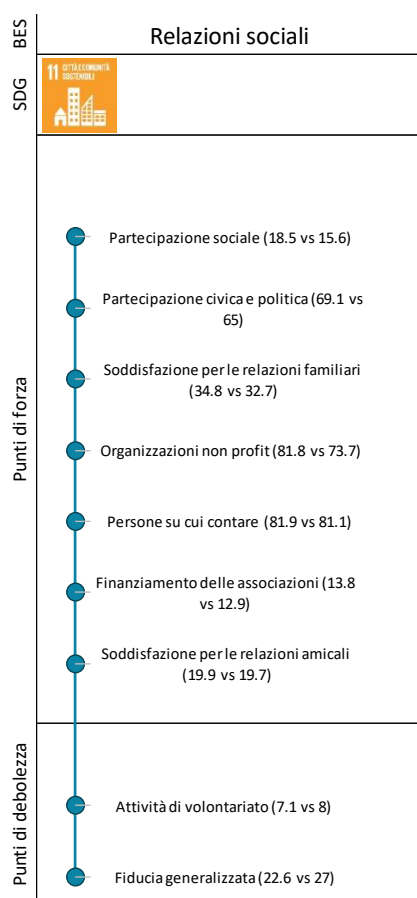 BES
Relazioni sociali
SDG
11 CITTÀ E COMUNITÀ
SOSTENIBILI
Punti di forza
Partecipazione sociale (18.5 vs 15.6)
Partecipazione civica e politica (69.1 vs
65)
Soddisfazione per le relazioni familiari
(34.8 vs 32.7)
Organizzazioni non profit (81.8 vs 73.7)
Persone su cui contare (81.9 vs 81.1)
Finanziamento delle associazioni (13.8
vs 12.9)
Soddisfazione per le relazioni amicali
(19.9 vs 19.7)
Punti di debolezza
Attività di volontariato (7.1 vs 8)
Fiducia generalizzata (22.6 vs 27)